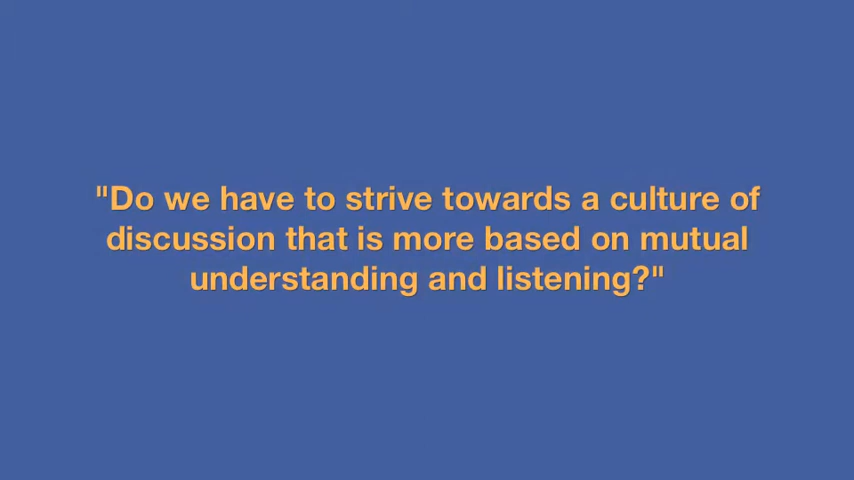 "Do we have to strive towards a culture of
discussion that is more based on mutual
understanding and listening?"